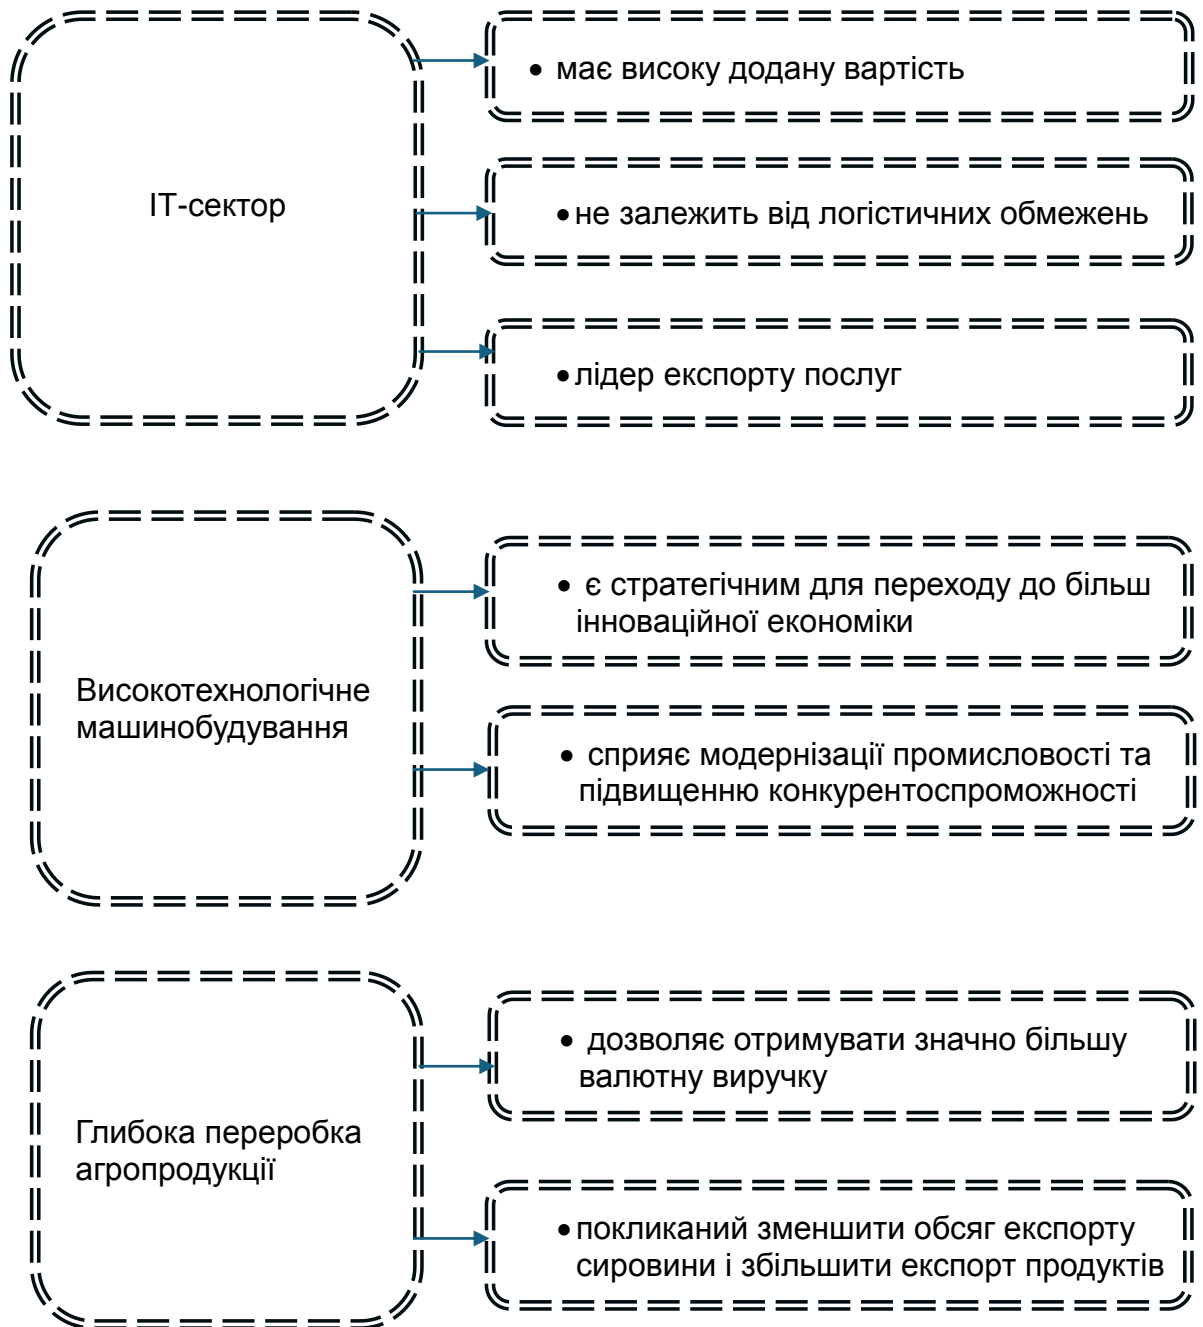 ІТ-сектор
• має високу додану вартість
• не залежить від логістичних обмежень
• лідер експорту послуг
Високотехнологічне
машинобудування
• є стратегічним для переходу до більш
інноваційної економіки
• сприяє модернізації промисловості та
підвищенню конкурентоспроможності
Глибока переробка
агропродукції
• дозволяє отримувати значно більшу
валютну виручку
• покликаний зменшити обсяг експорту
сировини і збільшити експорт продуктів